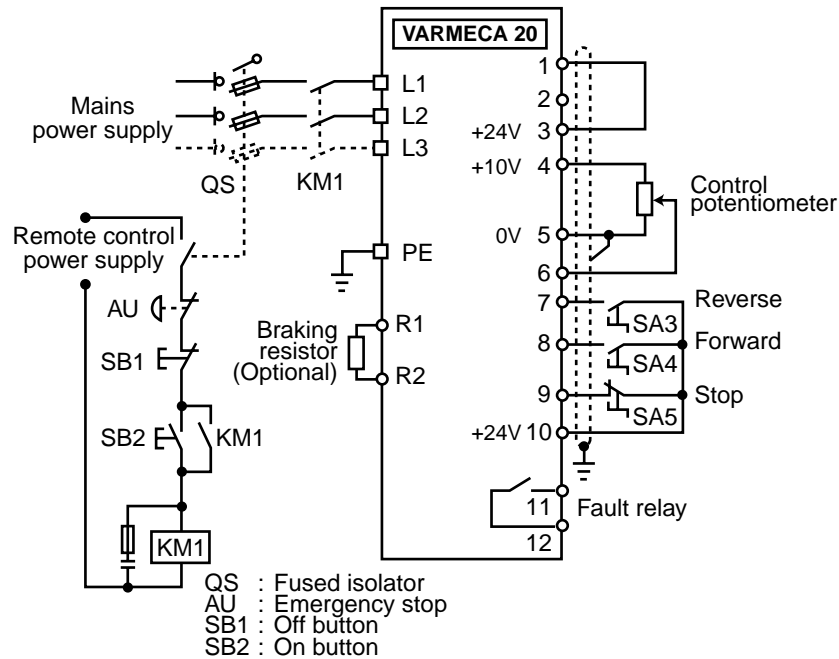 VARMECA 20
Mains
power supply
QS
KM1
L1
L2
L3
1
2
+24V 3
+10V 4
0V 5
6
7
8
9
+24V 10
11
12
Control
potentiometer
Remote control
power supply
PE
AU
SB1
SB2
KM1
KM1
Braking
resistor
(Optional)
R1
R2
Reverse
SA3
Forward
SA4
Stop
SA5
Fault relay
QS : Fused isolator
AU : Emergency stop
SB1 : Off button
SB2 : On button